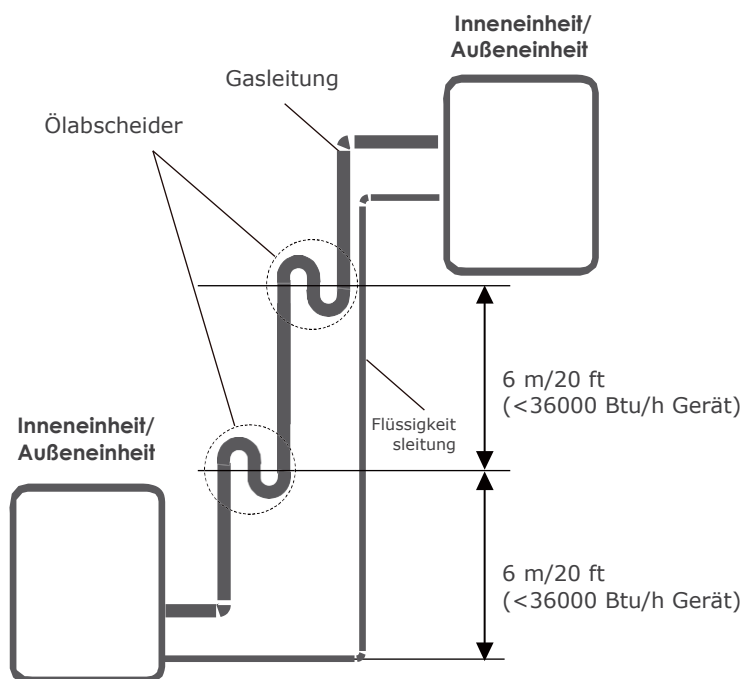 Inneneinheit/
Außeneinheit
Gasleitung
Ölabscheider
6 m/20 ft
(<36000 Btu/h Gerät)
Flüssigkeit
sleitung
Inneneinheit/
Außeneinheit
6 m/20 ft
(<36000 Btu/h Gerät)